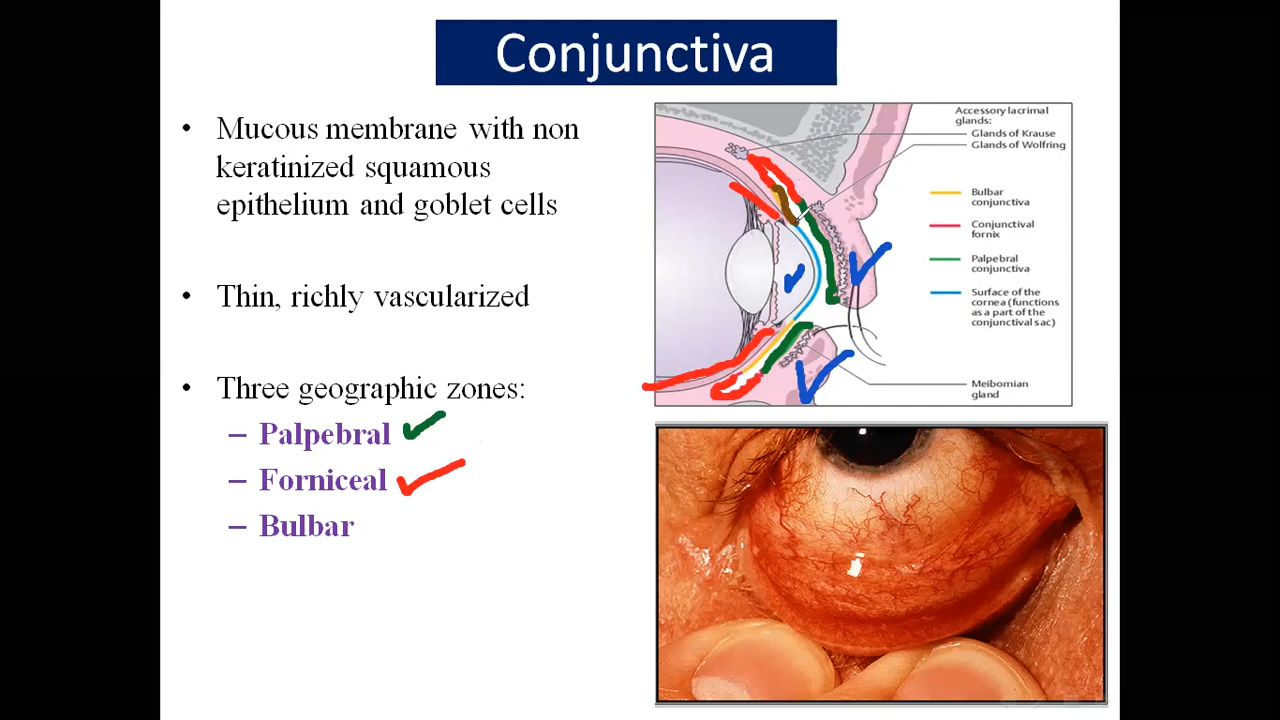 Conjunctiva
• Mucous membrane with non
keratinized squamous
epithelium and goblet cells
• Thin, richly vascularized
• Three geographic zones:
– Palpebral
– Forniceal
– Bulbar
Accessory lacrimal
glands:
Glands of Krause
Glands of Wolfring
Bulbar
conjunctiva
Conjunctival
fornix
Palpebral
conjunctiva
Surface of the
cornea (functions
as a part of the
conjunctival sac)
Meibomian
gland